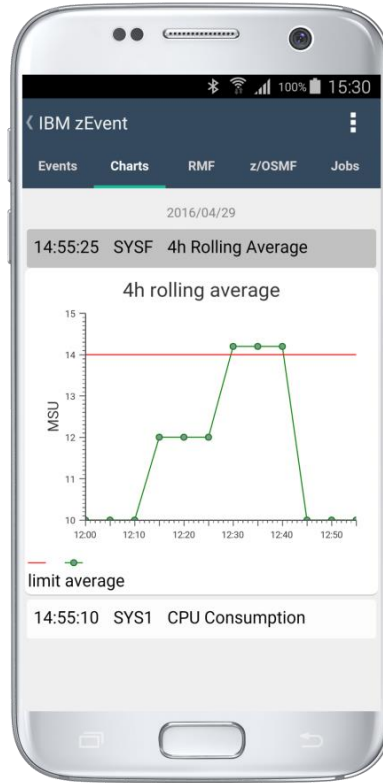 100% 15:30
IBM zEvent
Events Charts RMF z/OSMF Jobs
2016/04/29
14:55:25 SYSF 4h Rolling Average
4h rolling average
15
14
13
12
11
10
MSU
12:00 12:10 12:20 12:30 12:40 12:50
limit average
14:55:10 SYS1 CPU Consumption